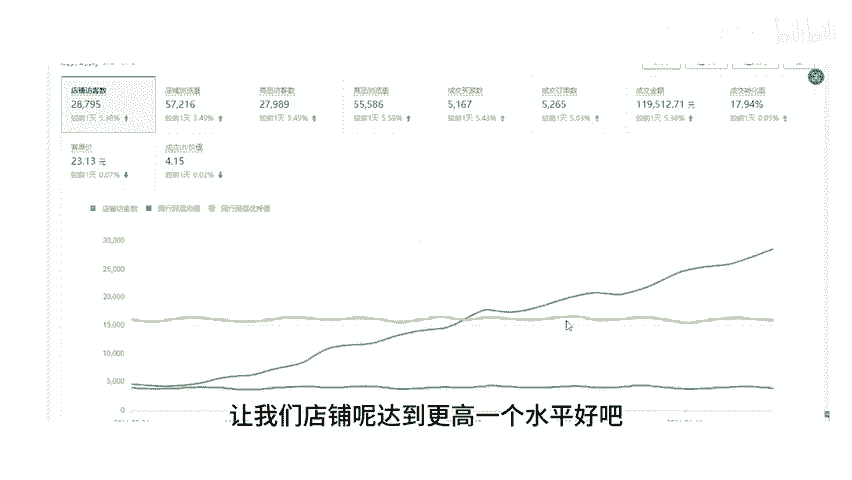 bilibili
店铺访客数 店铺浏览量 商品访客数 商品浏览量 成交买家数 成交订单数 成交金额 成交转化率
28,795 57,216 27,989 55,586 5,167 5,265 119,512.71 元 17.94%
较前1天 5.38% 较前1天 5.49% 较前1天 5.49% 较前1天 5.58% 较前1天 5.43% 较前1天 5.63% 较前1天 5.36% 较前1天 0.05%
客单价 成交UV价值
23.13 元 4.15
较前1天 0.07% 较前1天 0.02%
店铺访客数 同行同层均值 同行同层优秀值
30,000
25,000
20,000
15,000
10,000
5,000
0
让我们店铺呢达到更高一个水平好吧